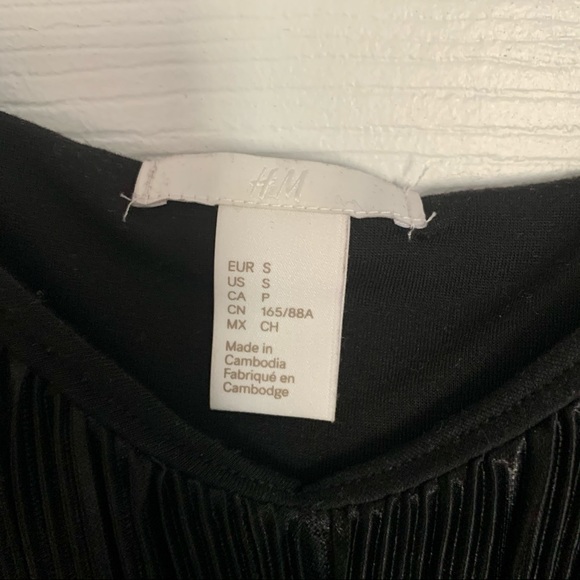 H&M
EUR S
US S
CA P
CN 165/88A
MX CH
Made in
Cambodia
Fabriqué en
Cambodge